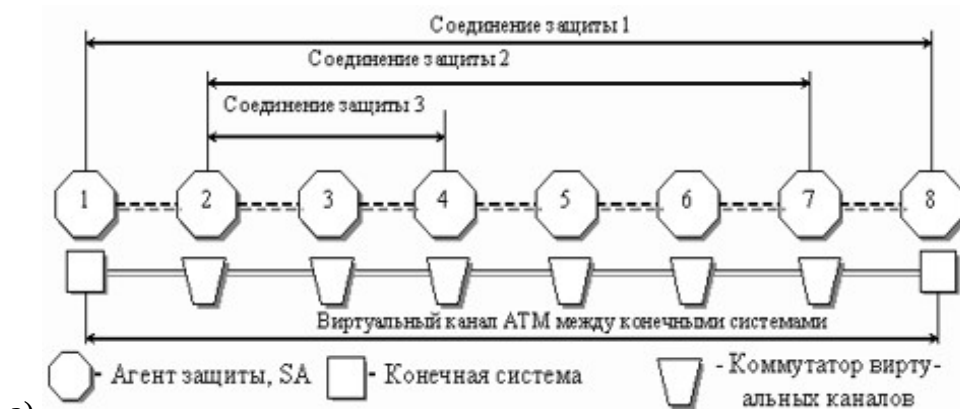 Соединение защиты 1
Соединение защиты 2
Соединение защиты 3
1 2 3 4 5 6 7 8
Виртуальный канал АТМ между конечными системами
- Агент защиты, SA
- Конечная система
- Коммутатор вирту-
альных каналов